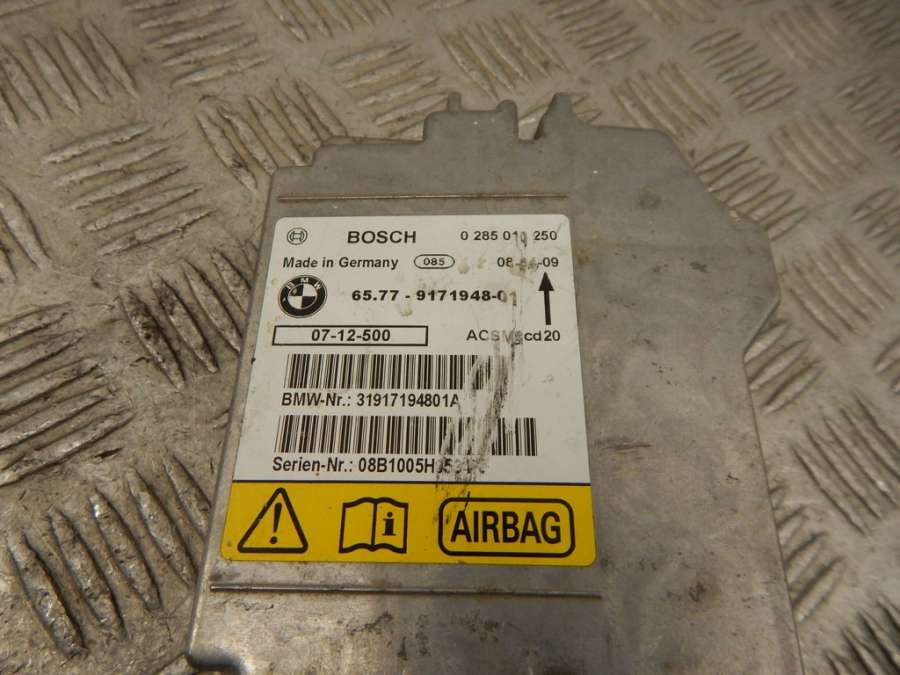 BOSCH 0 285 010 250
Made in Germany 085
BMW 65.77 - 9171948-01
07-12-500
BMW-Nr.: 31917194801A
Serien-Nr.:
AIRBAG